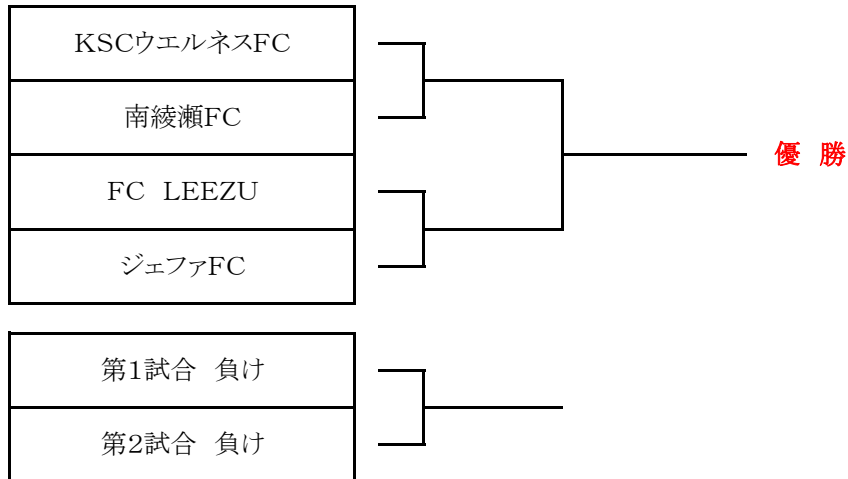 KSCウエルネスFC
南綾瀬FC
FC　LEEZU
ジェファFC
優　勝
第1試合　負け
第2試合　負け